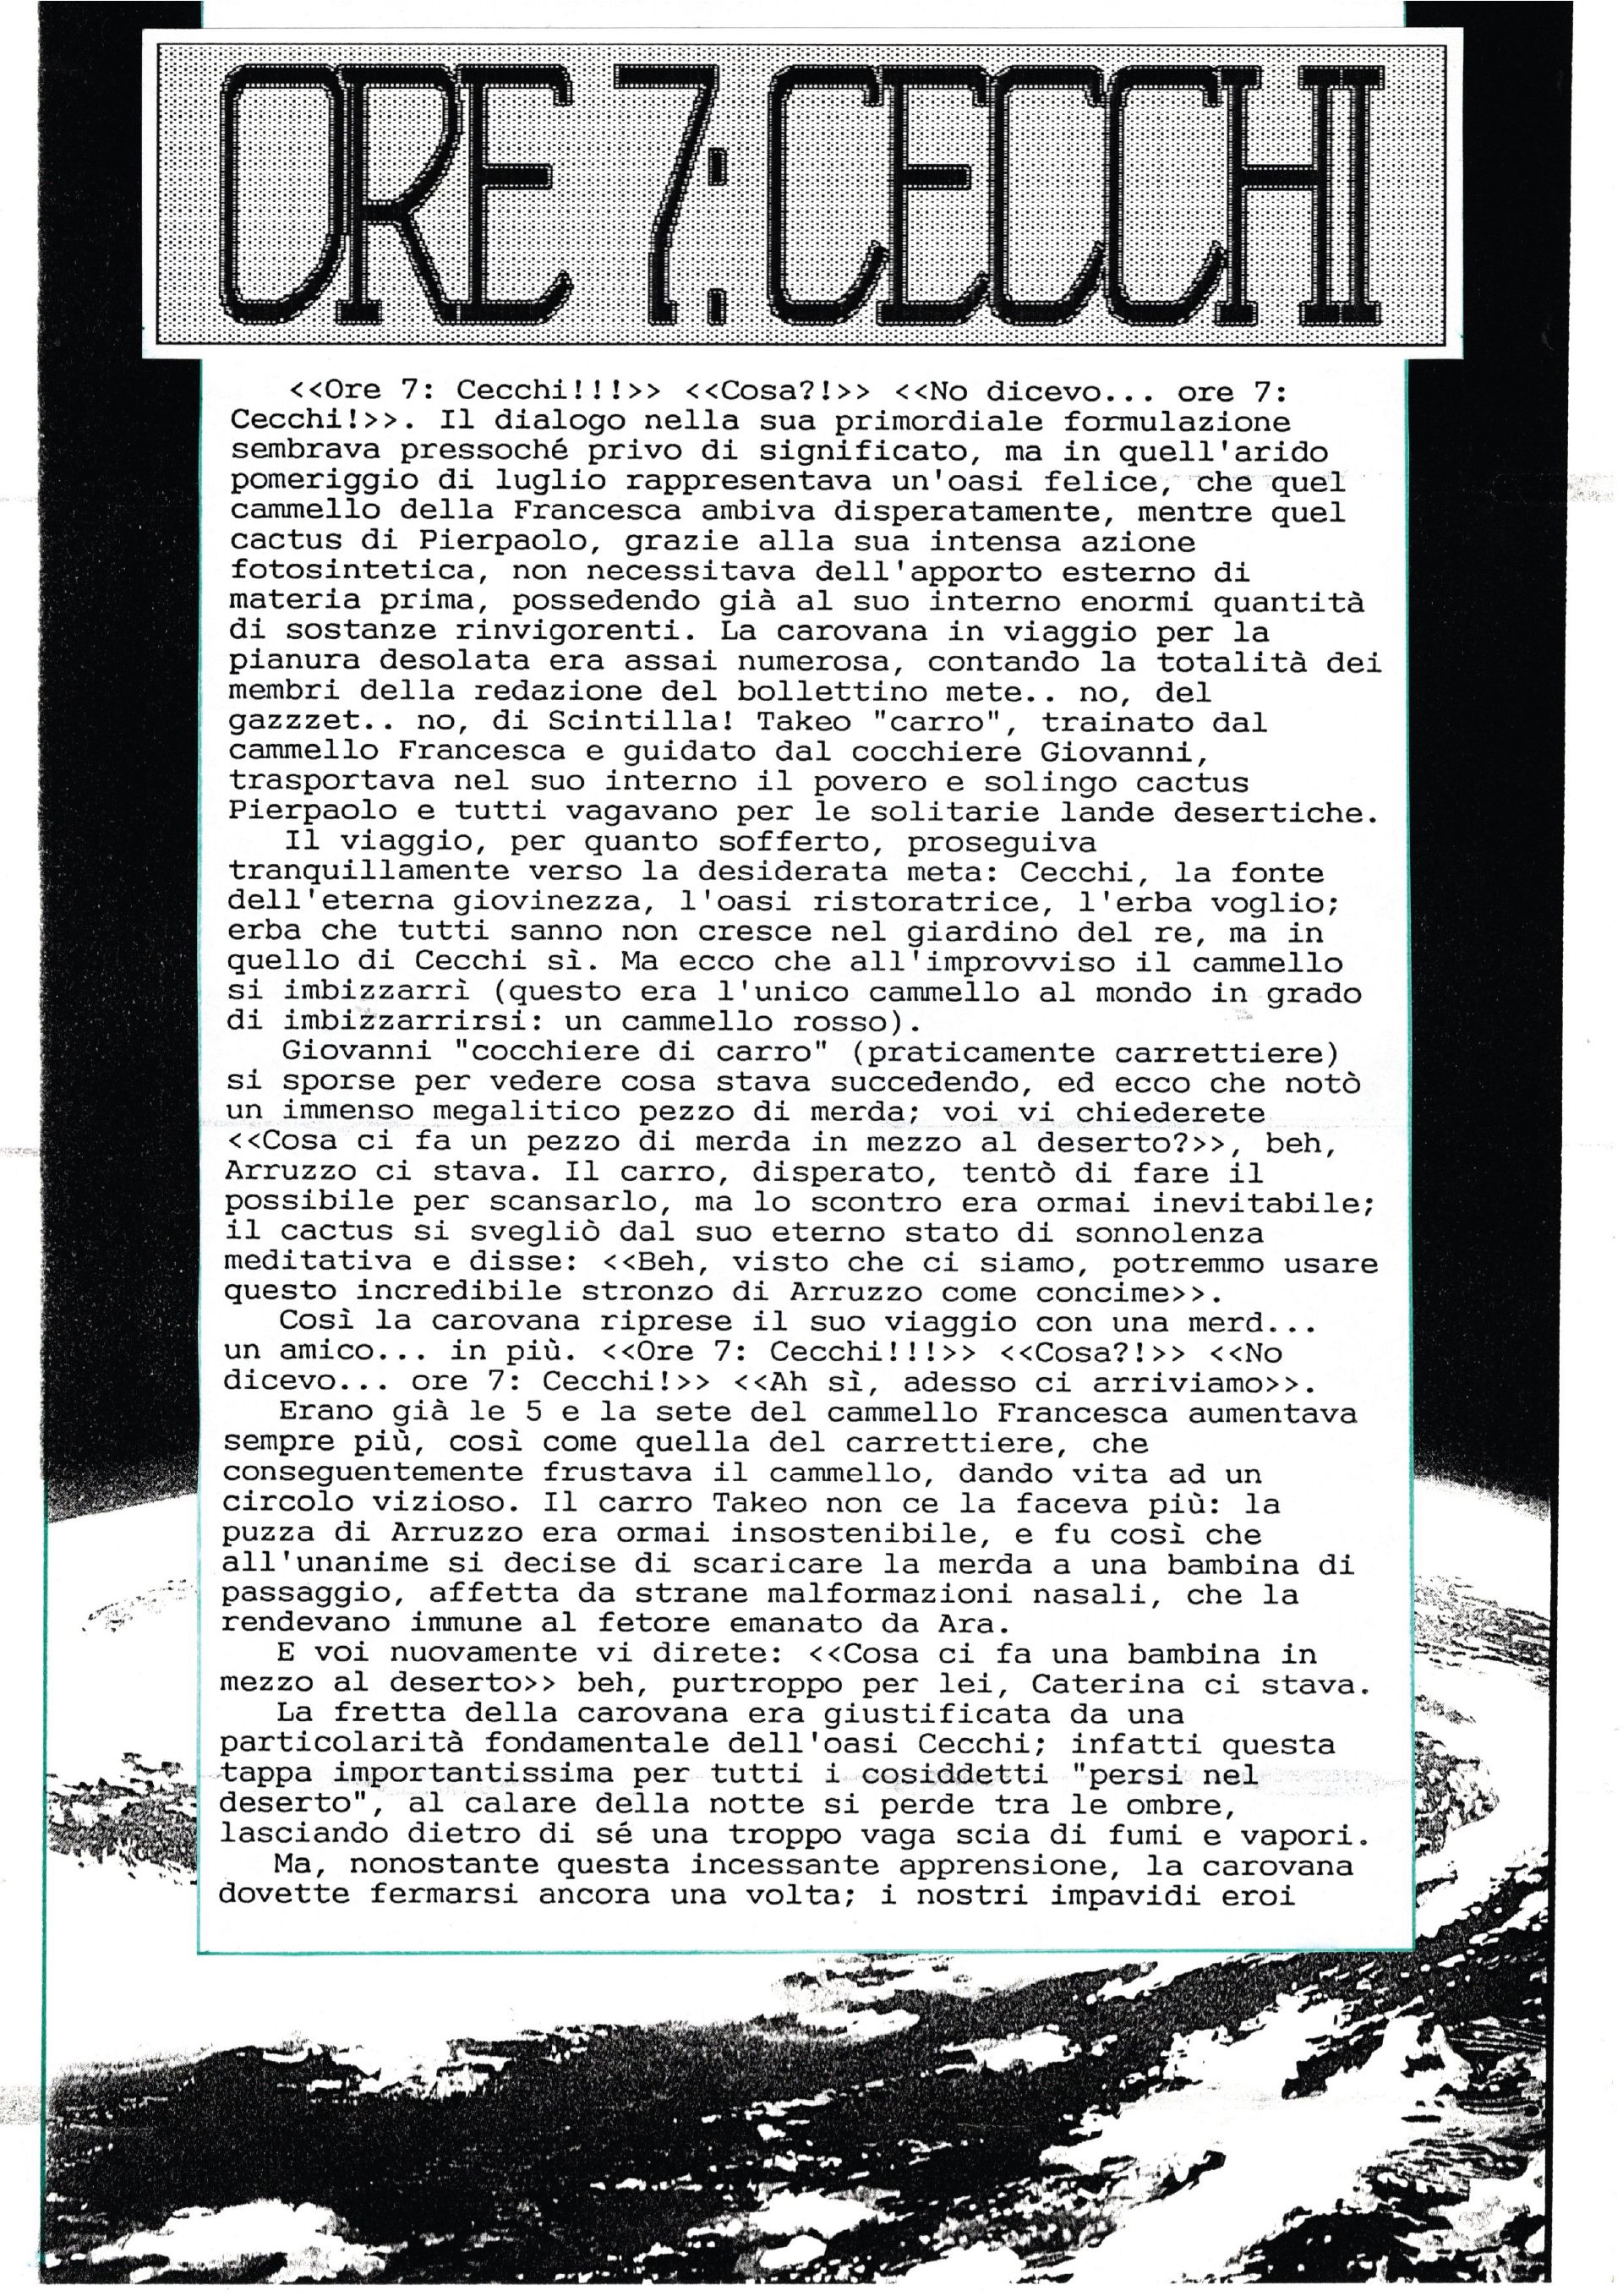 ORE 7: CECCHI
<<Ore 7: Cecchi!!!>> <<Cosa?!>> <<No dicevo... ore 7:
Cecchi!>>. Il dialogo nella sua primordiale formulazione
sembrava pressoché privo di significato, ma in quell'arido
pomeriggio di luglio rappresentava un'oasi felice, che quel
cammello della Francesca ambiva disperatamente, mentre quel
cactus di Pierpaolo, grazie alla sua intensa azione
fotosintetica, non necessitava dell'apporto esterno di
materia prima, possedendo già al suo interno enormi quantità
di sostanze rinvigorenti. La carovana in viaggio per la
pianura desolata era assai numerosa, contando la totalità dei
membri della redazione del bollettino mete.. no, del
gazzzet.. no, di Scintilla! Takeo "carro", trainato dal
cammello Francesca e guidato dal cocchiere Giovanni,
trasportava nel suo interno il povero e solingo cactus
Pierpaolo e tutti vagavano per le solitarie lande desertiche.
Il viaggio, per quanto sofferto, proseguiva
tranquillamente verso la desiderata meta: Cecchi, la fonte
dell'eterna giovinezza, l'oasi ristoratrice, l'erba voglio;
erba che tutti sanno non cresce nel giardino del re, ma in
quello di Cecchi sì. Ma ecco che all'improvviso il cammello
si imbizzarrì (questo era l'unico cammello al mondo in grado
di imbizzarrirsi: un cammello rosso).
Giovanni "cocchiere di carro" (praticamente carrettiere)
si sporse per vedere cosa stava succedendo, ed ecco che notò
un immenso megalitico pezzo di merda; voi vi chiederete
<<Cosa ci fa un pezzo di merda in mezzo al deserto?>>, beh,
Arruzzo ci stava. Il carro, disperato, tentò di fare il
possibile per scansarlo, ma lo scontro era ormai inevitabile;
il cactus si svegliò dal suo eterno stato di sonnolenza
meditativa e disse: <<Beh, visto che ci siamo, potremmo usare
questo incredibile stronzo di Arruzzo come concime>>.
Così la carovana riprese il suo viaggio con una merd...
un amico... in più. <<Ore 7: Cecchi!!!>> <<Cosa?!>> <<No
dicevo... ore 7: Cecchi!>> <<Ah sì, adesso ci arriviamo>>.
Erano già le 5 e la sete del cammello Francesca aumentava
sempre più, così come quella del carrettiere, che
conseguentemente frustava il cammello, dando vita ad un
circolo vizioso. Il carro Takeo non ce la faceva più: la
puzza di Arruzzo era ormai insostenibile, e fu così che
all'unanime si decise di scaricare la merda a una bambina di
passaggio, affetta da strane malformazioni nasali, che la
rendevano immune al fetore emanato da Ara.
E voi nuovamente vi direte: <<Cosa ci fa una bambina in
mezzo al deserto>> beh, purtroppo per lei, Caterina ci stava.
La fretta della carovana era giustificata da una
particolarità fondamentale dell'oasi Cecchi; infatti questa
tappa importantissima per tutti i cosiddetti "persi nel
deserto", al calare della notte si perde tra le ombre,
lasciando dietro di sé una troppo vaga scia di fumi e vapori.
Ma, nonostante questa incessante apprensione, la carovana
dovette fermarsi ancora una volta; i nostri impavidi eroi